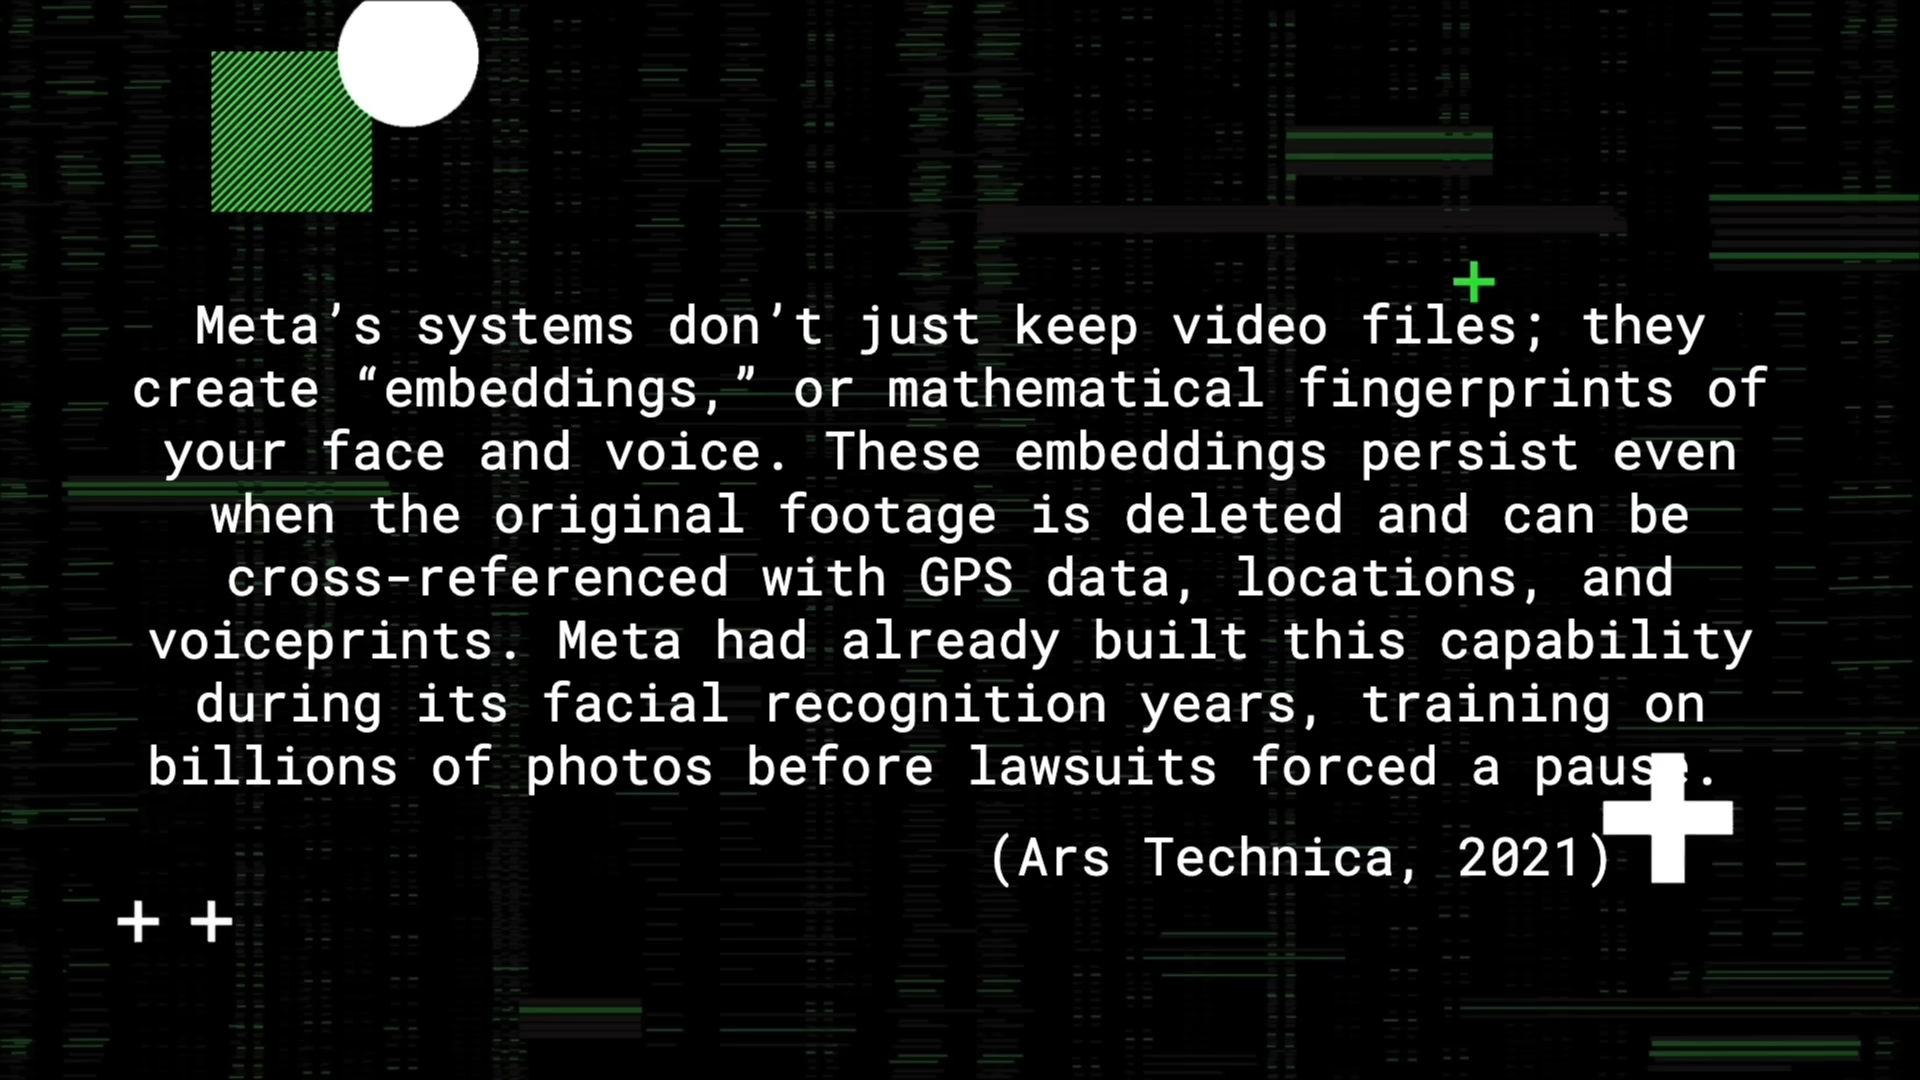 Meta’s systems don’t just keep video files; they
create “embeddings,” or mathematical fingerprints of
your face and voice. These embeddings persist even
when the original footage is deleted and can be
cross-referenced with GPS data, locations, and
voiceprints. Meta had already built this capability
during its facial recognition years, training on
billions of photos before lawsuits forced a pause.
(Ars Technica, 2021)